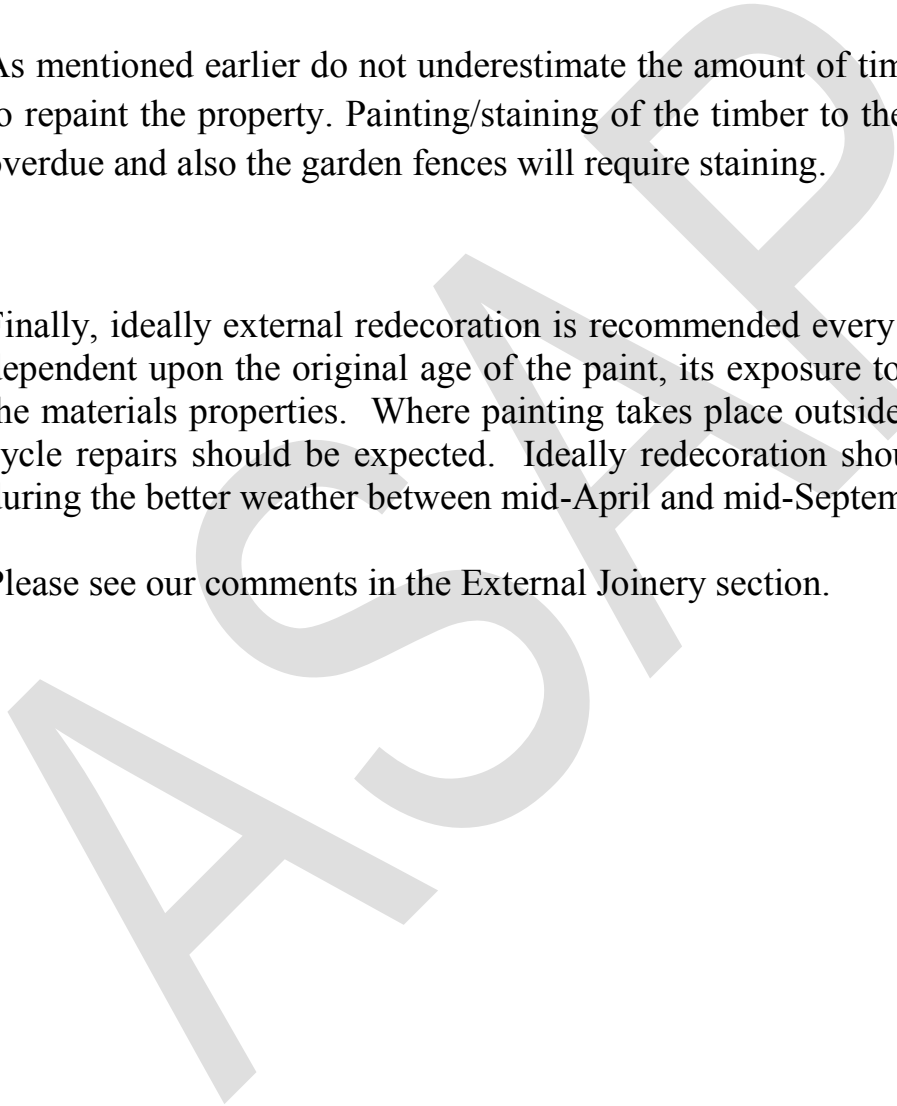 As mentioned earlier do not underestimate the amount of
to repaint the property. Painting/staining of the timber to the
overdue and also the garden fences will require staining.
Finally, ideally external redecoration is recommended every
dependent upon the original age of the paint, its exposure to
the materials properties. Where painting takes place outside
cycle repairs should be expected. Ideally redecoration
during the better weather between mid-April and
Please see our comments in the External Joinery section.
ASAP